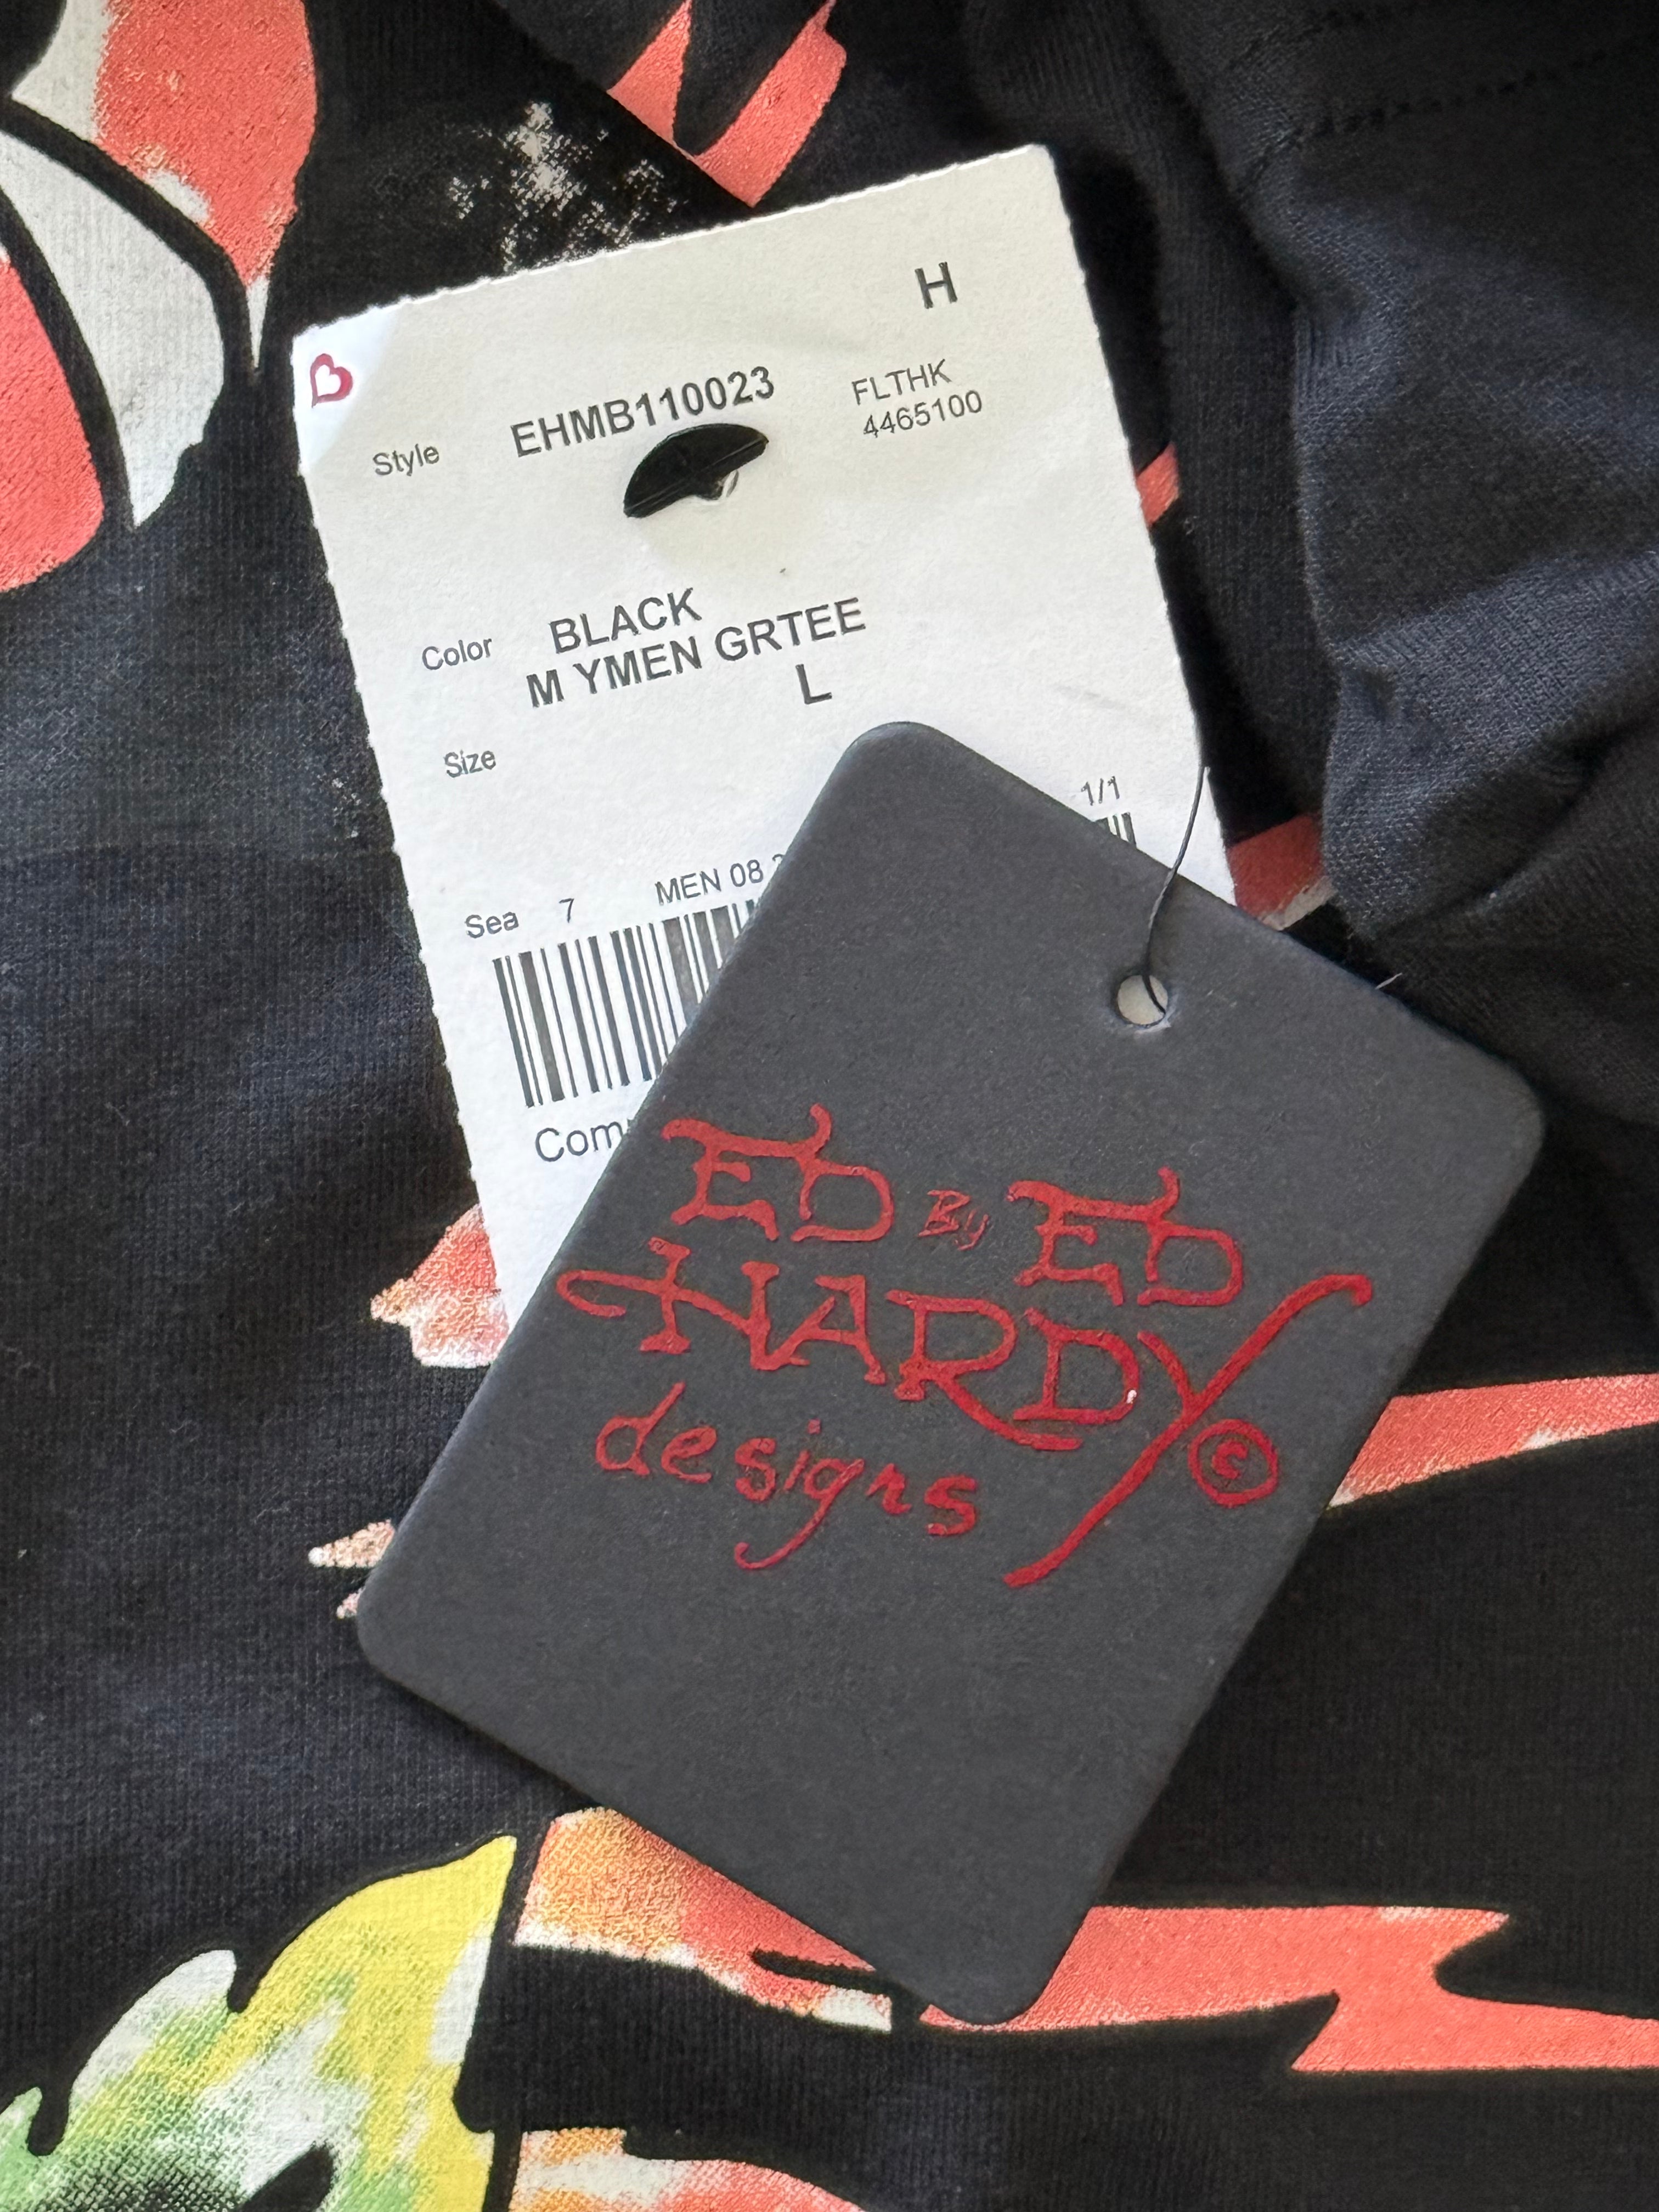 H
Style EHMB110023 FLTHK
4465100
Color BLACK
M YMEN GRTEE
L
Size
1/1
Sea 7 MEN 08
ED By ED
HARDY
designs ©